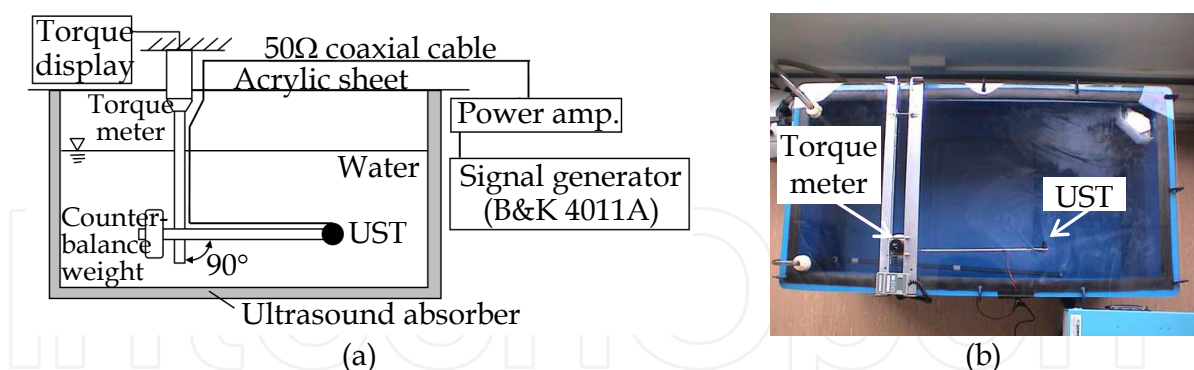 Torque
display
50Ω coaxial cable
Acrylic sheet
Torque
meter
Power amp.
Water
Signal generator
(B&K 4011A)
Counter-
balance
weight
UST
90°
Ultrasound absorber
(a)
Torque
meter
UST
(b)
IntechOpen